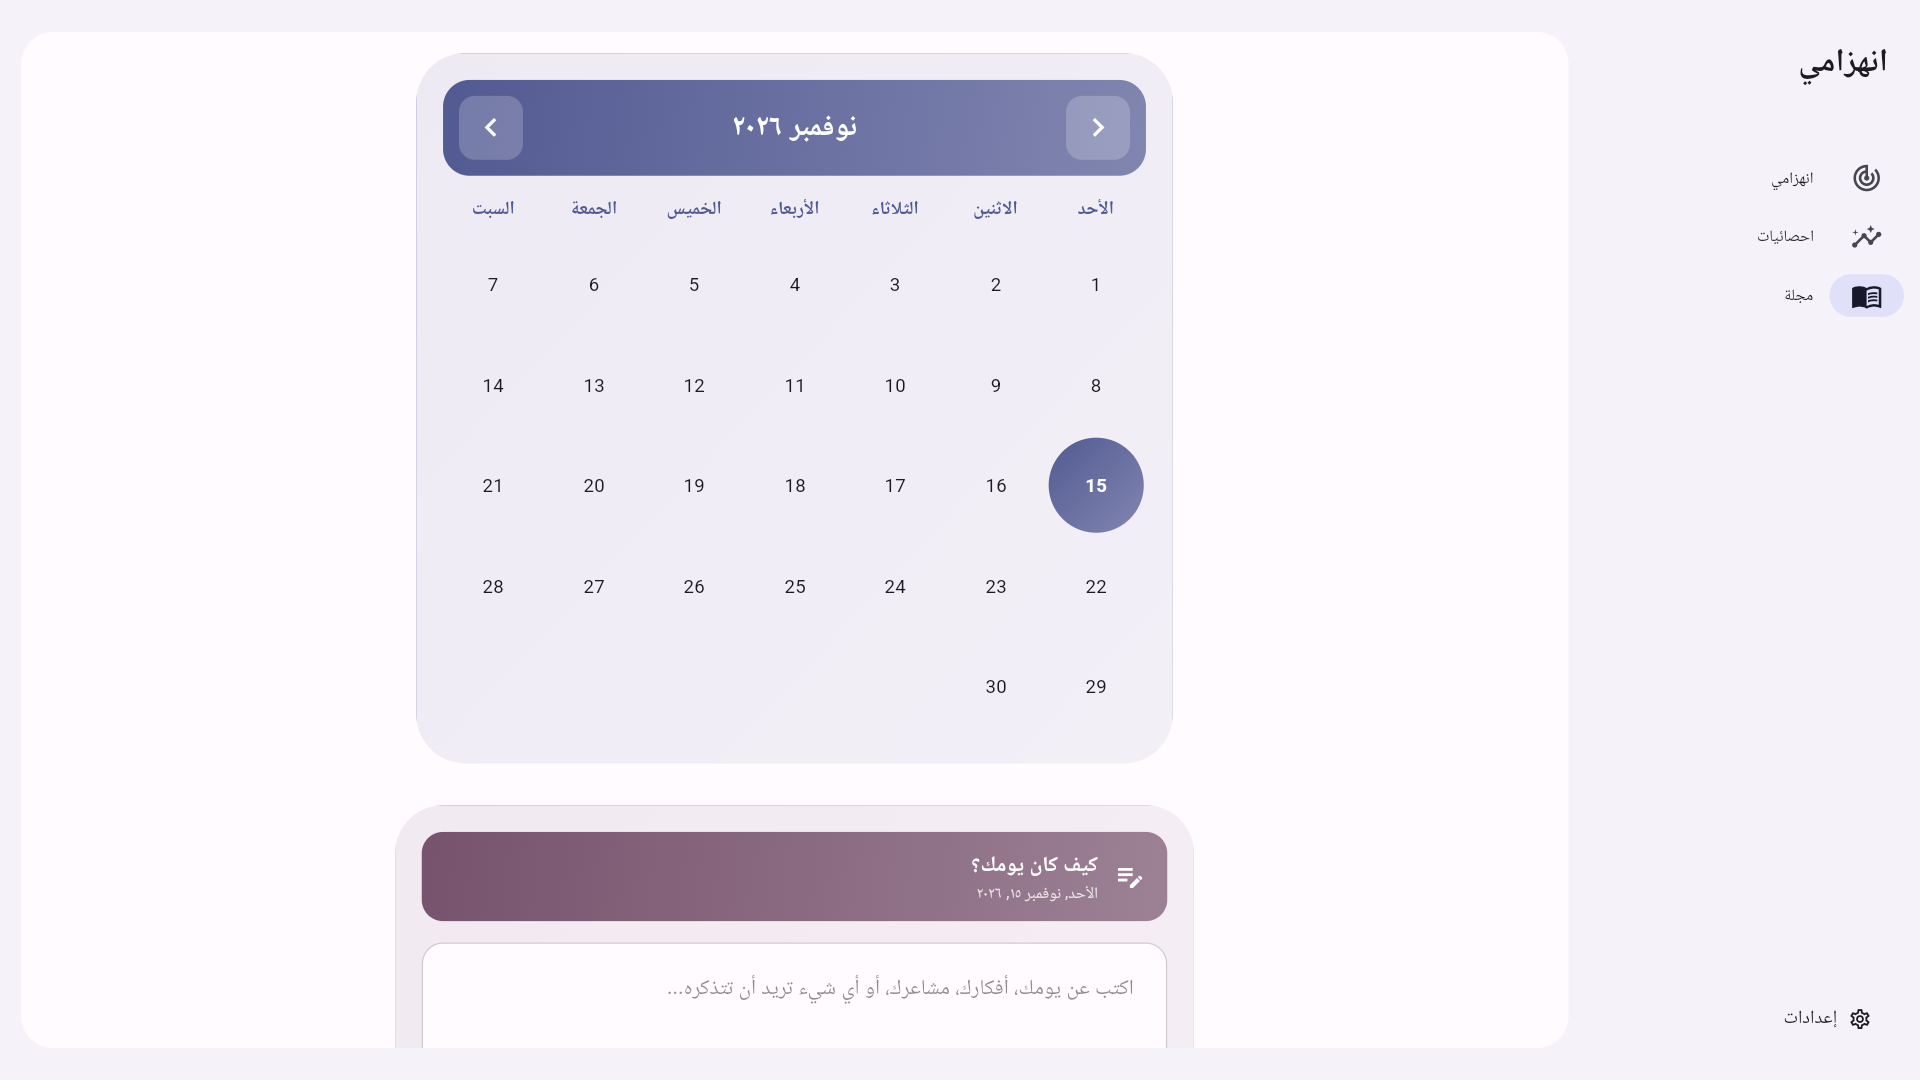 انهزامي
انهزامي
احصائيات
مجلة
إعدادات
نوفمبر ٢٠٢٦
الأحد الاثنين الثلاثاء الأربعاء الخميس الجمعة السبت
1 2 3 4 5 6 7
8 9 10 11 12 13 14
15 16 17 18 19 20 21
22 23 24 25 26 27 28
29 30
كيف كان يومك؟
الأحد, نوفمبر ١٥, ٢٠٢٦
اكتب عن يومك، أفكارك، مشاعرك، أو أي شيء تريد أن تتذكره...